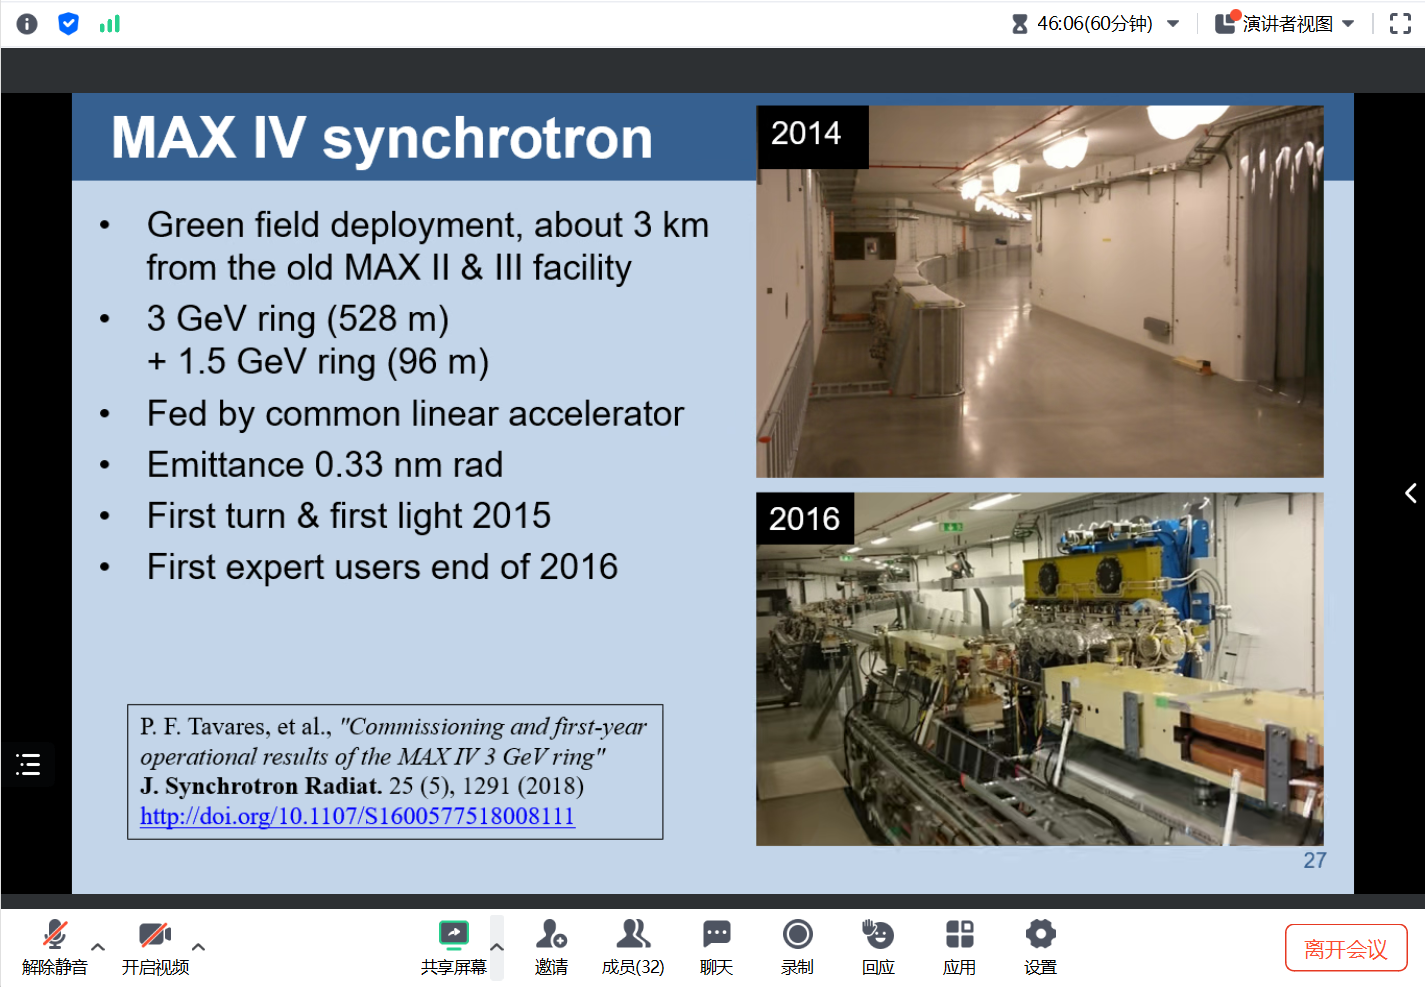 46:06(60分钟)
演讲者视图
MAX IV synchrotron
2014
• Green field deployment, about 3 km
from the old MAX II & III facility
• 3 GeV ring (528 m)
+ 1.5 GeV ring (96 m)
• Fed by common linear accelerator
• Emittance 0.33 nm rad
• First turn & first light 2015
• First expert users end of 2016
2016
P. F. Tavares, et al., "Commissioning and first-year
operational results of the MAX IV 3 GeV ring"
J. Synchrotron Radiat. 25 (5), 1291 (2018)
http://doi.org/10.1107/S1600577518008111
27
解除静音
开启视频
共享屏幕
邀请
成员(32)
聊天
录制
回应
应用
设置
离开会议